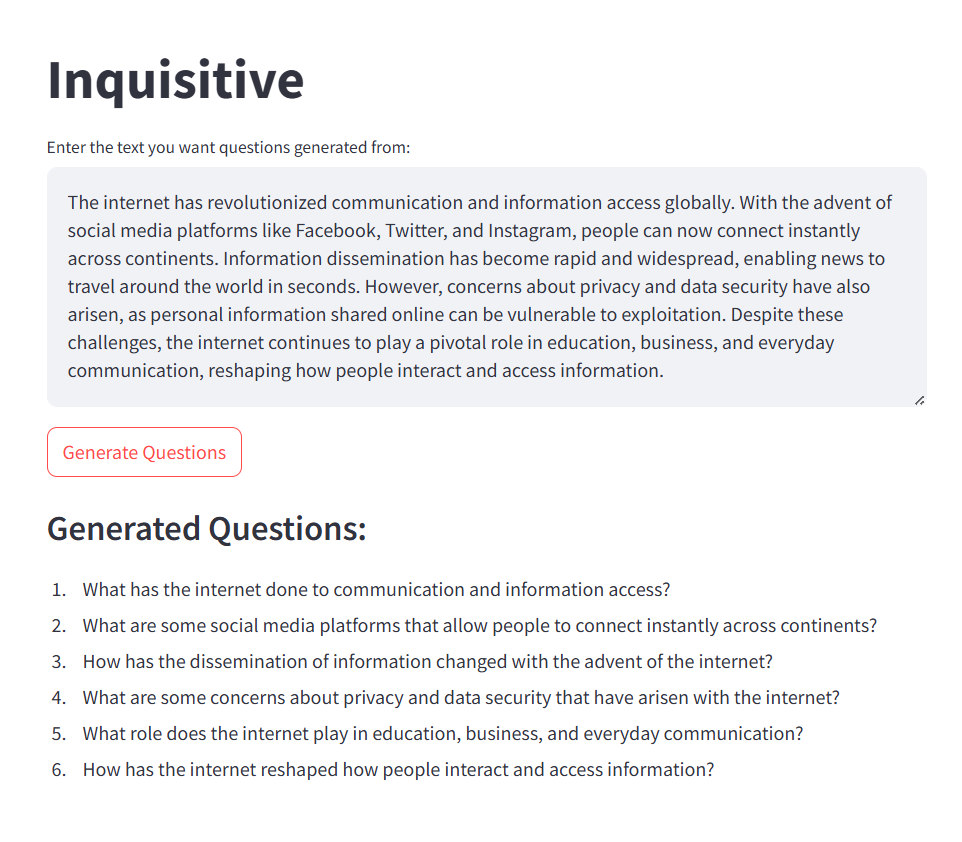 Inquisitive
Enter the text you want questions generated from:
The internet has revolutionized communication and information access globally. With the advent of
social media platforms like Facebook, Twitter, and Instagram, people can now connect instantly
across continents. Information dissemination has become rapid and widespread, enabling news to
travel around the world in seconds. However, concerns about privacy and data security have also
arisen, as personal information shared online can be vulnerable to exploitation. Despite these
challenges, the internet continues to play a pivotal role in education, business, and everyday
communication, reshaping how people interact and access information.
Generate Questions
Generated Questions:
1. What has the internet done to communication and information access?
2. What are some social media platforms that allow people to connect instantly across continents?
3. How has the dissemination of information changed with the advent of the internet?
4. What are some concerns about privacy and data security that have arisen with the internet?
5. What role does the internet play in education, business, and everyday communication?
6. How has the internet reshaped how people interact and access information?